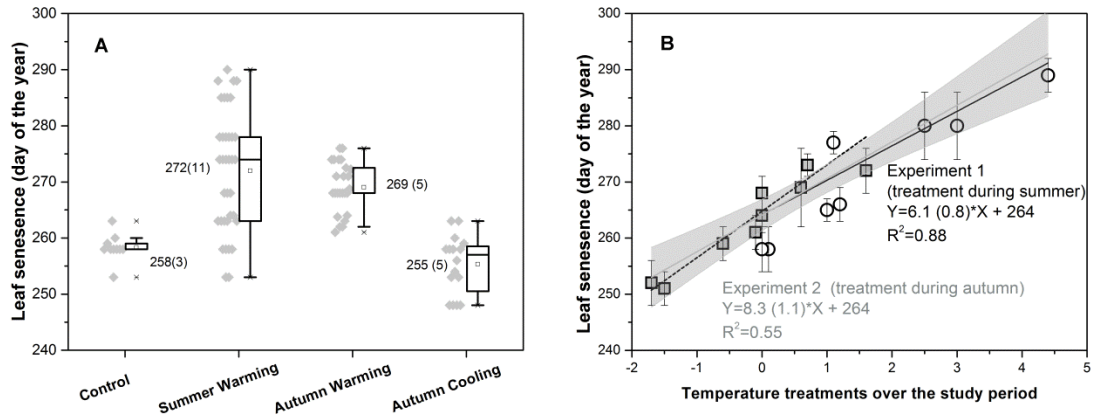 A
Leaf senesence (day of the year)
300
290
280
270
260
250
240
258(3)
272(11)
269 (5)
255 (5)
Control
Summer Warming
Autumn Warming
Autumn Cooling
B
Leaf senesence (day of the year)
300
290
280
270
260
250
240
Experiment 1
(treatment during summer)
Y=6.1 (0.8)*X + 264
R²=0.88
Experiment 2 (treatment during autumn)
Y=8.3 (1.1)*X + 264
R²=0.55
-2 -1 0 1 2 3 4 5
Temperature treatments over the study period